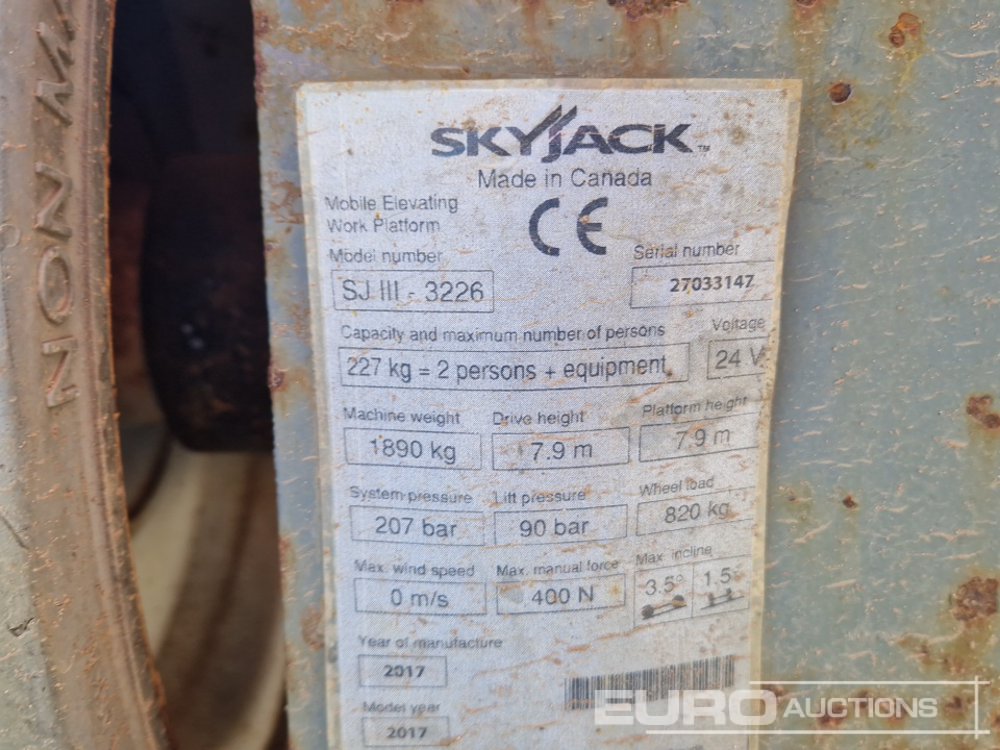 NON MA
SKYJACK™
Made in Canada
CE
Mobile Elevating
Work Platform
Model number
SJ III - 3226
Serial number
27033147
Capacity and maximum number of persons
227 kg = 2 persons + equipment
Voltage
24 V
Machine weight
1890 kg
Drive height
7.9 m
Platform height
7.9 m
System pressure
207 bar
Lift pressure
90 bar
Wheel load
820 kg
Max. wind speed
0 m/s
Max. manual force
400 N
Max. incline
3.5°
1.5°
Year of manufacture
2017
Model year
2017
EURO AUCTIONS